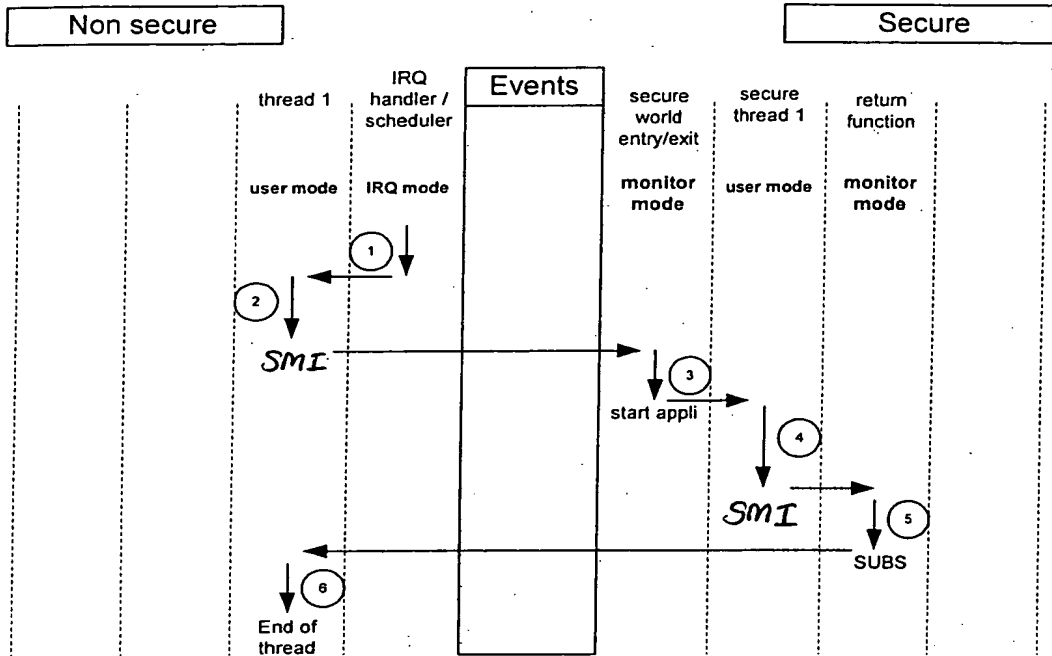 Non secure
Secure
Events
thread 1
IRQ
handler /
scheduler
secure
world
entry/exit
secure
thread 1
return
function
user mode
IRQ mode
monitor
mode
user mode
monitor
mode
1
2
SMI
3
start appli
4
SMI
5
SUBS
6
End of
thread